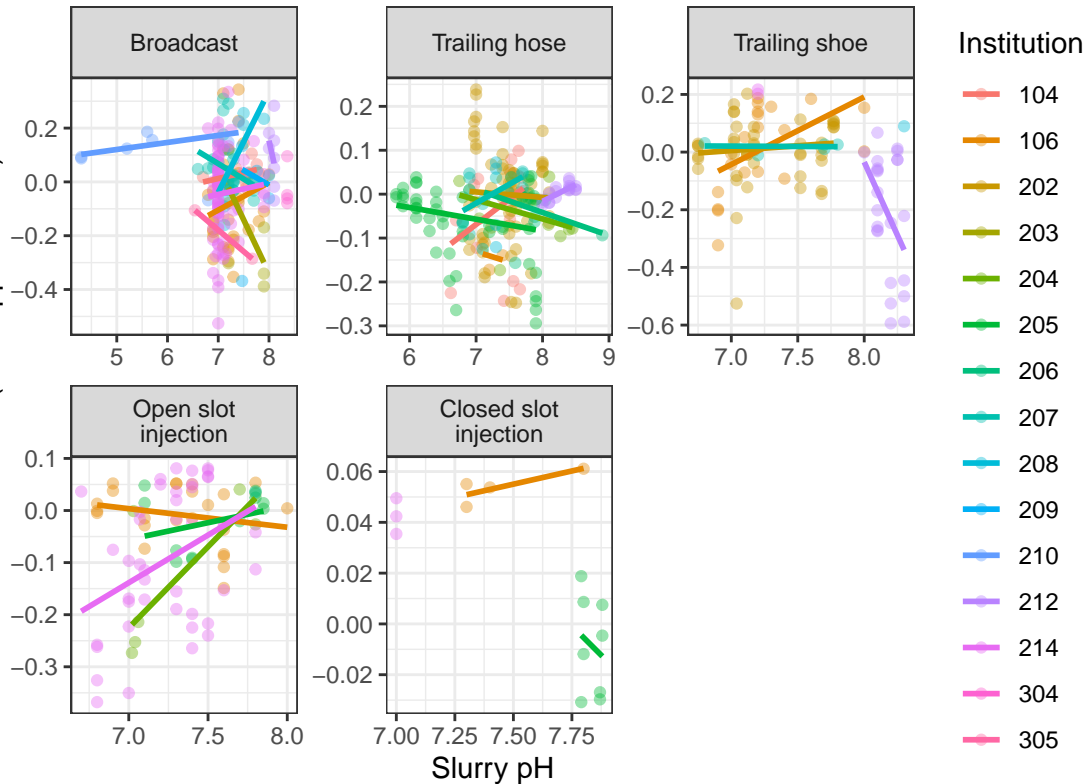 Broadcast
Trailing hose
Trailing shoe
0.2
0.0
−0.2
−0.4
5 6 7 8
0.2
0.1
0.0
−0.1
−0.2
−0.3
6 7 8 9
0.2
0.0
−0.2
−0.4
−0.6
7.0 7.5 8.0
Open slot
injection
Closed slot
injection
0.1
0.0
−0.1
−0.2
−0.3
7.0 7.5 8.0
0.06
0.04
0.02
0.00
−0.02
7.00 7.25 7.50 7.75
Slurry pH
Institution
104
106
202
203
204
205
206
207
208
209
210
212
214
304
305